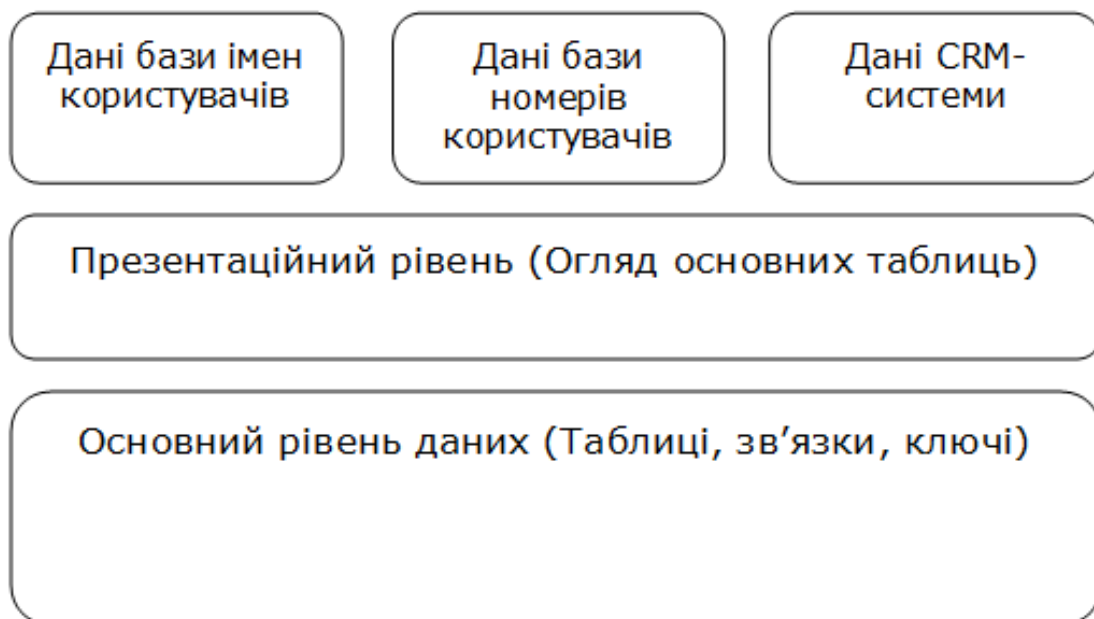 Дані бази імен
користувачів
Дані бази
номерів
користувачів
Дані CRM-
системи
Презентаційний рівень (Огляд основних таблиць)
Основний рівень даних (Таблиці, зв’язки, ключі)